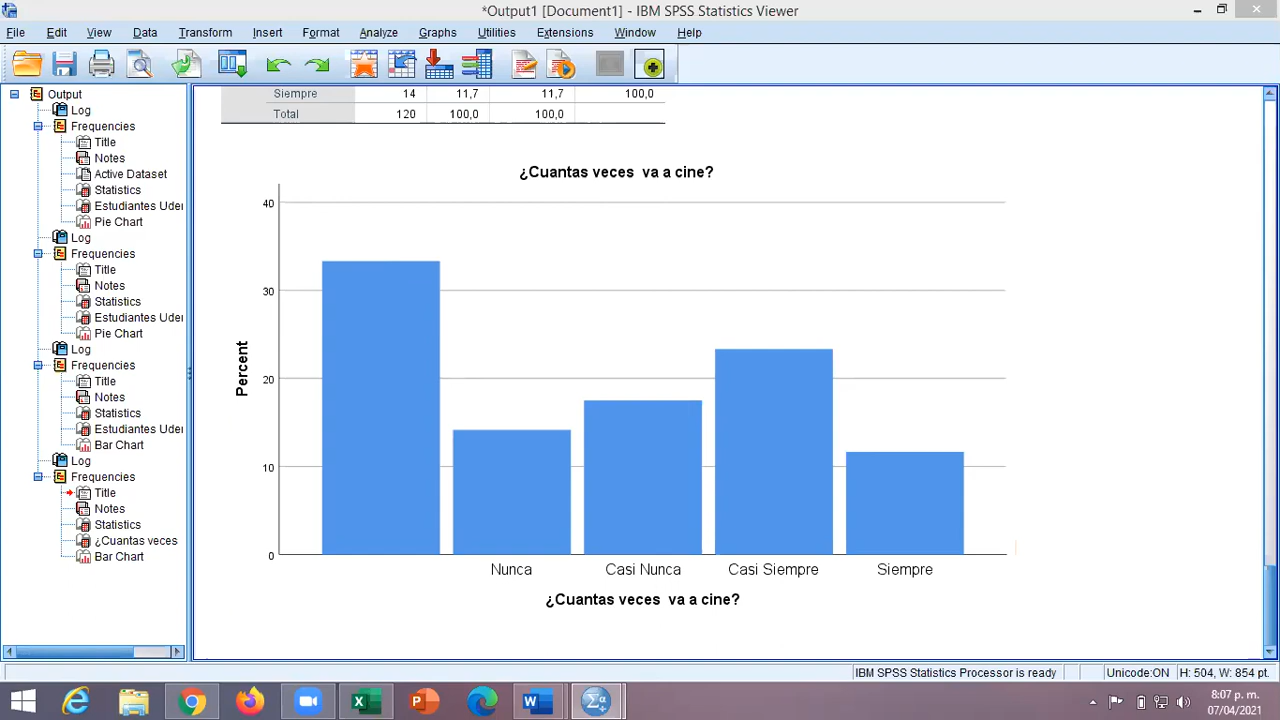 *Output1 [Document1] - IBM SPSS Statistics Viewer
File Edit View Data Transform Insert Format Analyze Graphs Utilities Extensions Window Help
Output
Log
Frequencies
Title
Notes
Active Dataset
Statistics
Estudiantes Uder
Pie Chart
Log
Frequencies
Title
Notes
Statistics
Estudiantes Uder
Pie Chart
Log
Frequencies
Title
Notes
Statistics
Estudiantes Uder
Bar Chart
Log
Frequencies
Title
Notes
Statistics
¿Cuantas veces
Bar Chart
Siempre 14 11,7 11,7 100,0
Total 120 100,0 100,0
¿Cuantas veces va a cine?
40
30
20
10
0
Percent
Nunca Casi Nunca Casi Siempre Siempre
¿Cuantas veces va a cine?
IBM SPSS Statistics Processor is ready Unicode:ON H: 504, W: 854 pt.
8:07 p. m.
07/04/2021